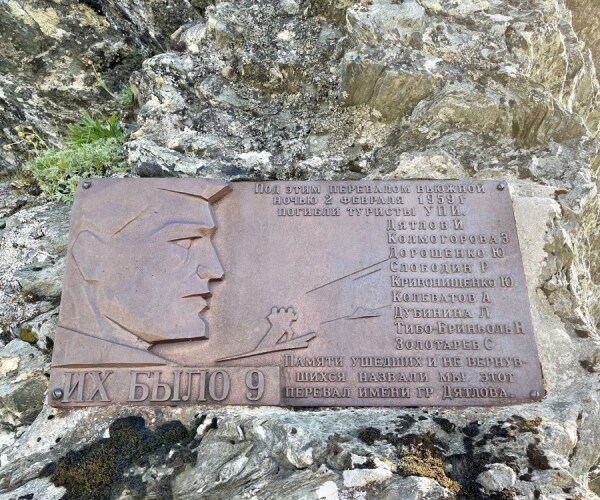 Под этим перевалом вьюжной
ночью 2 февраля 1959 г
погибли туристы УПИ.
Дятлов И
Колмогорова З
Дорошенко Ю
Слободин Р
Кривонищенко Ю
Колеватов А
Дубинина Л
Тибо-Бриньоль Н
Золотарев С
Памяти ушедших и не вернув-
шихся назвали мы этот
перевал имени гр Дятлова.
ИХ БЫЛО 9